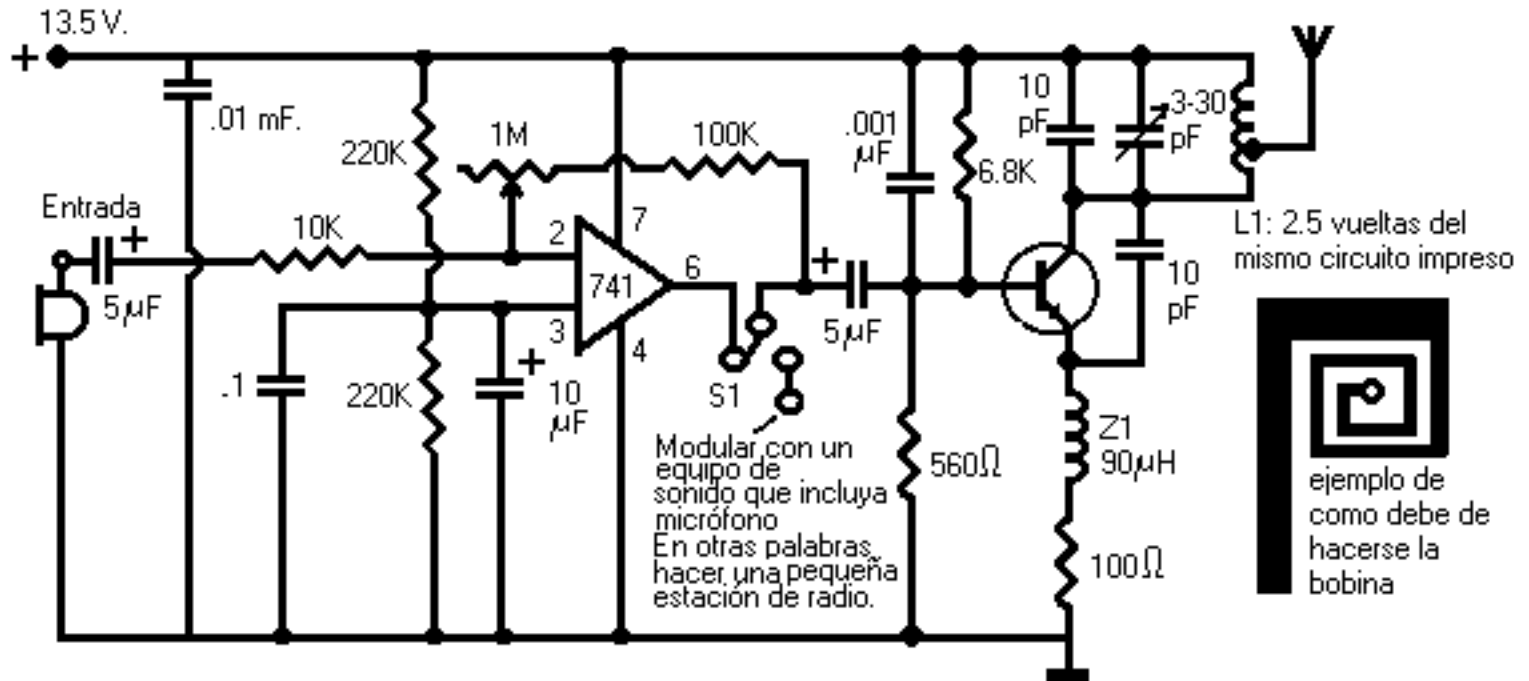 13.5 V.
+
.01 mF.
220K
1M
100K
.001
µF
6.8K
10
pF
3-30
pF
Entrada
+
5µF
10K
2
7
741
6
3
4
+
5µF
10
pF
L1: 2.5 vueltas del
mismo circuito impreso
.1
220K
+
10
µF
S1
Modular con un
equipo de
sonido que incluya
micrófono
En otras palabras,
hacer una pequeña
estación de radio.
560Ω
Z1
90µH
100Ω
ejemplo de
como debe de
hacerse la
bobina